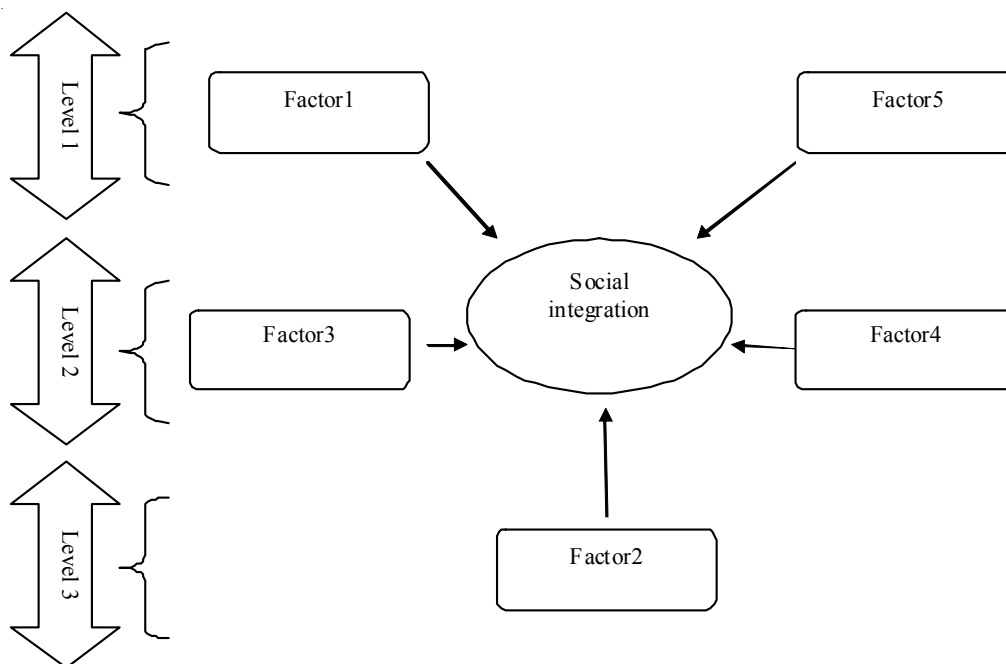 Level 1
Factor1
Factor5
Social
integration
Level 2
Factor3
Factor4
Level 3
Factor2